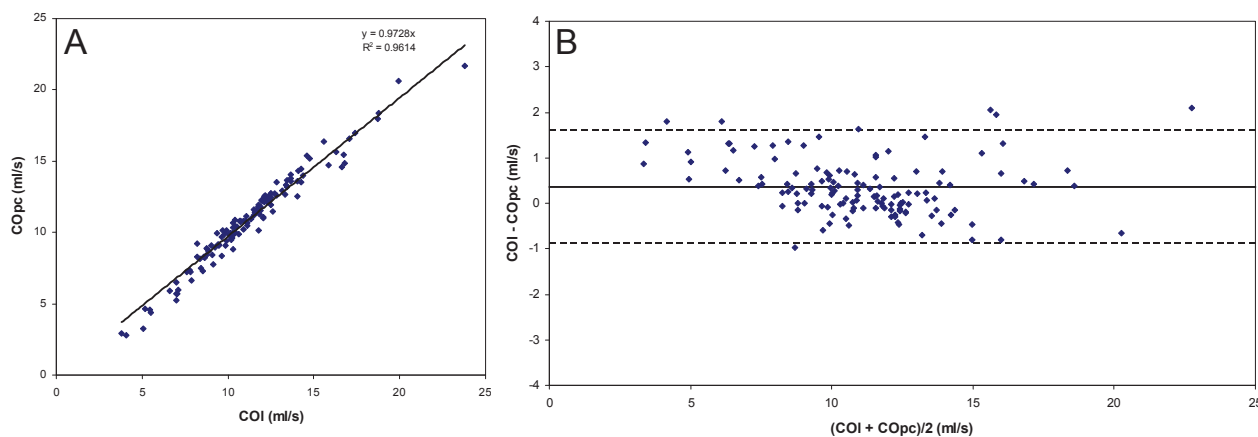 A
25
20
15
10
5
0
COpc (ml/s)
y = 0.9728x
R² = 0.9614
0 5 10 15 20 25
COI (ml/s)
B
4
3
2
1
0
-1
-2
-3
-4
COI - COpc (ml/s)
0 5 10 15 20 25
(COI + COpc)/2 (ml/s)